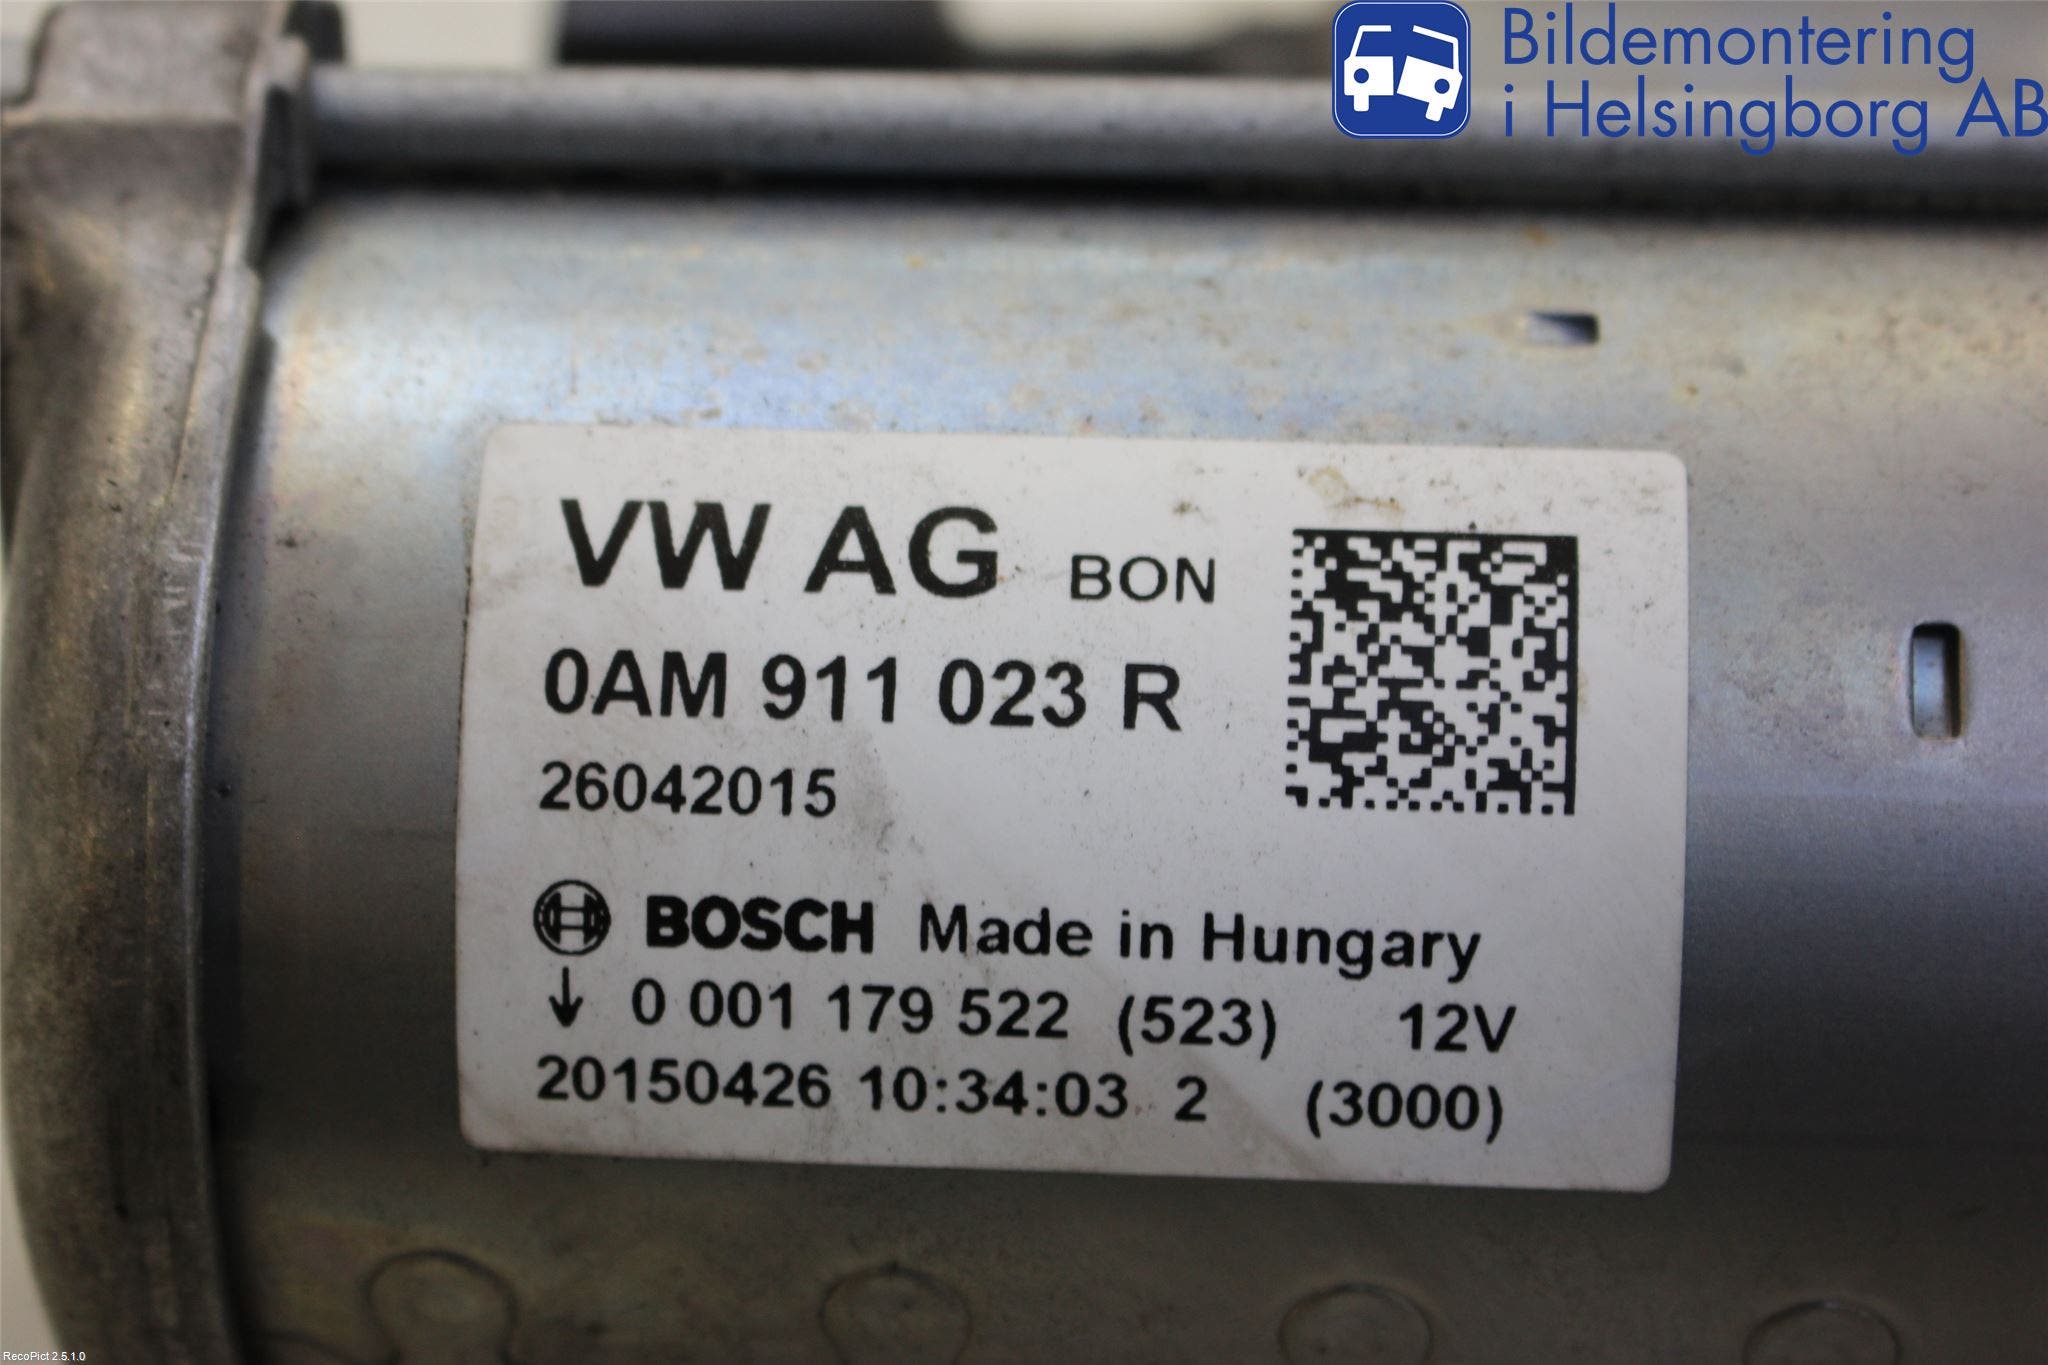 Bildemontering
i Helsingborg AB
VW AG BON
0AM 911 023 R
26042015
BOSCH Made in Hungary
↓ 0 001 179 522 (523) 12V
20150426 10:34:03 2 (3000)
RecoPict 2.5.1.0